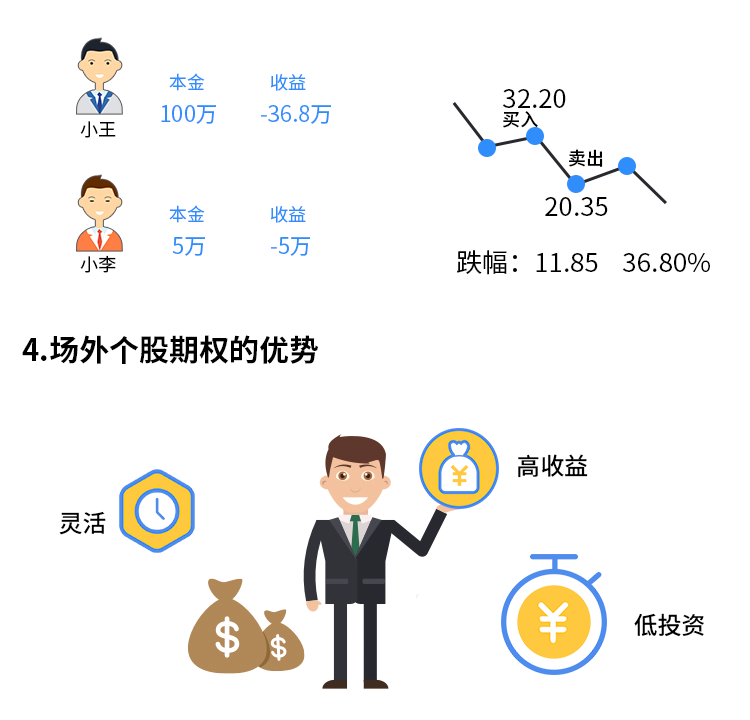 本金 收益
100万 -36.8万
小王
32.20
买入
卖出
20.35
本金 收益
5万 -5万
小李
跌幅：11.85 36.80%
4.场外个股期权的优势
高收益
灵活
低投资